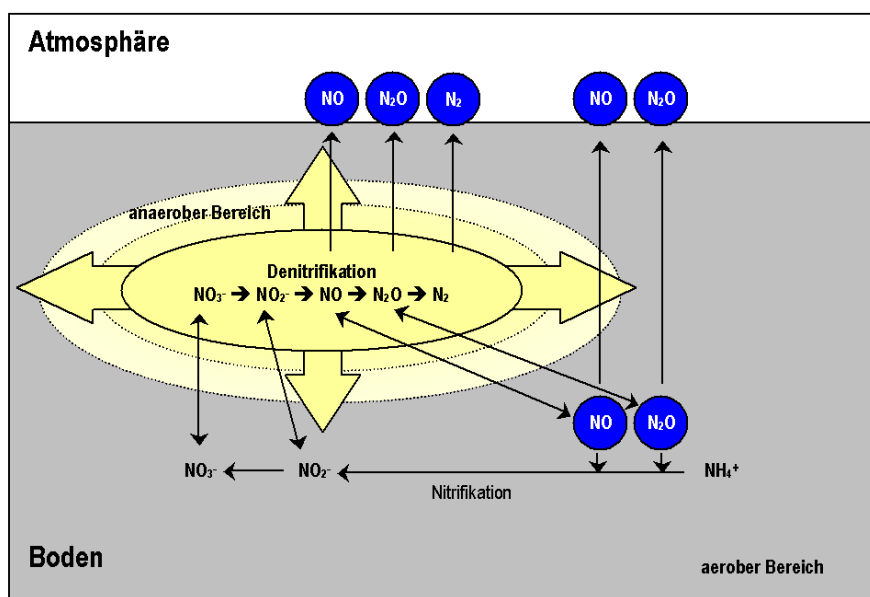 Atmosphäre
NO N₂O N₂ NO N₂O
anaerober Bereich
Denitrifikation
NO₃⁻ ➔ NO₂⁻ ➔ NO ➔ N₂O ➔ N₂
NO N₂O
NO₃⁻ NO₂⁻ NH₄⁺
Nitrifikation
Boden
aerober Bereich